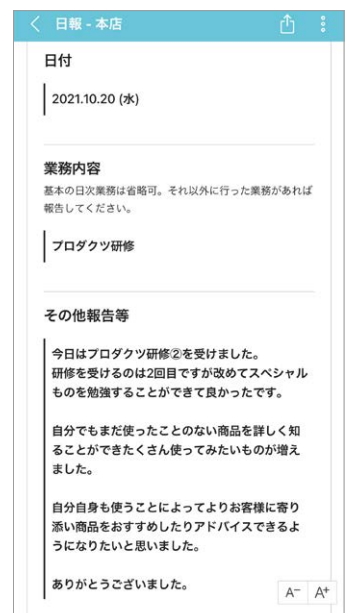 日報 - 本店
日付
2021.10.20 (水)
業務内容
基本の日次業務は省略可。それ以外に行った業務があれば
報告してください。
プロダクツ研修
その他報告等
今日はプロダクツ研修②を受けました。
研修を受けるのは2回目ですが改めてスペシャル
ものを勉強することができて良かったです。
自分でもまだ使ったことのない商品を詳しく知
ることができたくさん使ってみたいものが増え
ました。
自分自身も使うことによってよりお客様に寄り
添い商品をおすすめしたりアドバイスできるよ
うになりたいと思いました。
ありがとうございました。
A− A+